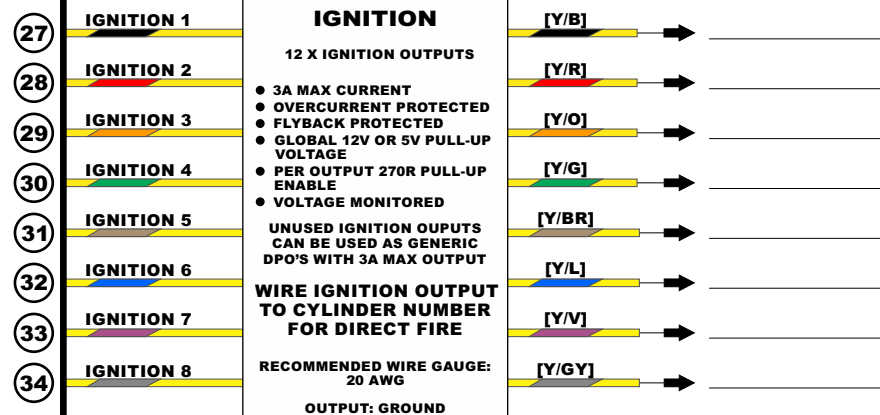 27 IGNITION 1 [Y/B]
28 IGNITION 2 [Y/R]
29 IGNITION 3 [Y/O]
30 IGNITION 4 [Y/G]
31 IGNITION 5 [Y/BR]
32 IGNITION 6 [Y/L]
33 IGNITION 7 [Y/V]
34 IGNITION 8 [Y/GY]
IGNITION
12 X IGNITION OUTPUTS
● 3A MAX CURRENT
● OVERCURRENT PROTECTED
● FLYBACK PROTECTED
● GLOBAL 12V OR 5V PULL-UP
VOLTAGE
● PER OUTPUT 270R PULL-UP
ENABLE
● VOLTAGE MONITORED
UNUSED IGNITION OUPUTS
CAN BE USED AS GENERIC
DPO'S WITH 3A MAX OUTPUT
WIRE IGNITION OUTPUT
TO CYLINDER NUMBER
FOR DIRECT FIRE
RECOMMENDED WIRE GAUGE:
20 AWG
OUTPUT: GROUND